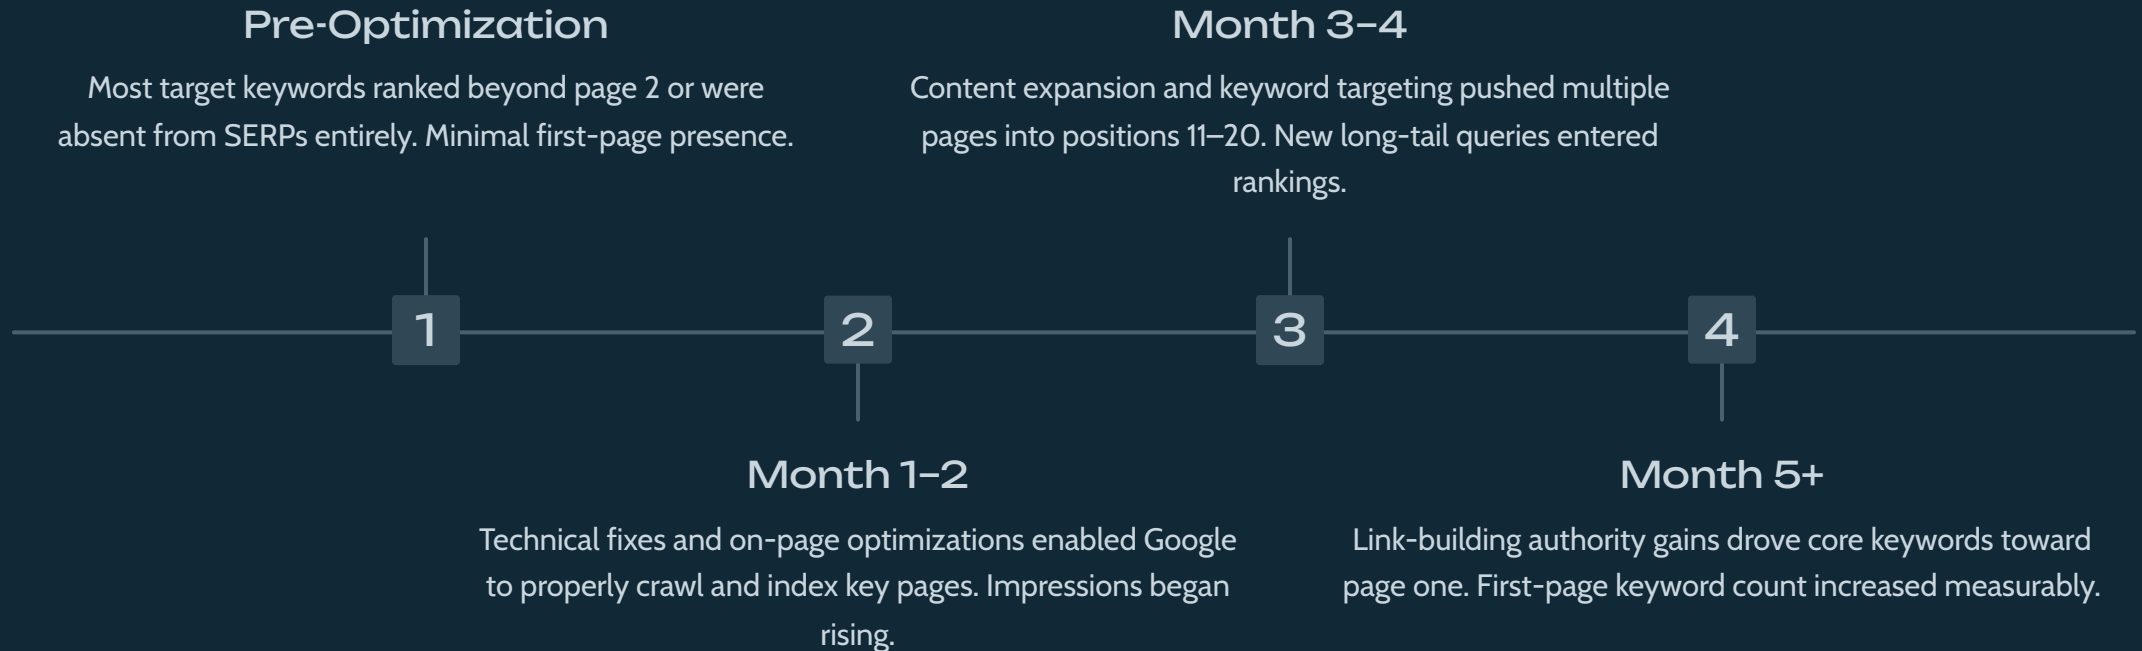 Pre-Optimization
Most target keywords ranked beyond page 2 or were
absent from SERPs entirely. Minimal first-page presence.
Month 3–4
Content expansion and keyword targeting pushed multiple
pages into positions 11–20. New long-tail queries entered
rankings.
1
2
3
4
Month 1–2
Technical fixes and on-page optimizations enabled Google
to properly crawl and index key pages. Impressions began
rising.
Month 5+
Link-building authority gains drove core keywords toward
page one. First-page keyword count increased measurably.